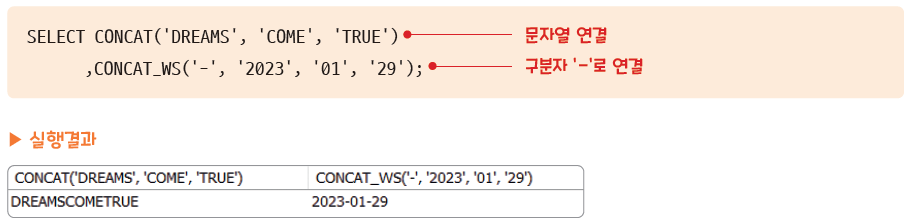 SELECT CONCAT('DREAMS', 'COME', 'TRUE') 문자열 연결
,CONCAT_WS('-', '2023', '01', '29'); 구분자 '-'로 연결
▶ 실행결과
CONCAT('DREAMS', 'COME', 'TRUE') CONCAT_WS('-', '2023', '01', '29')
DREAMSCOMETRUE 2023-01-29